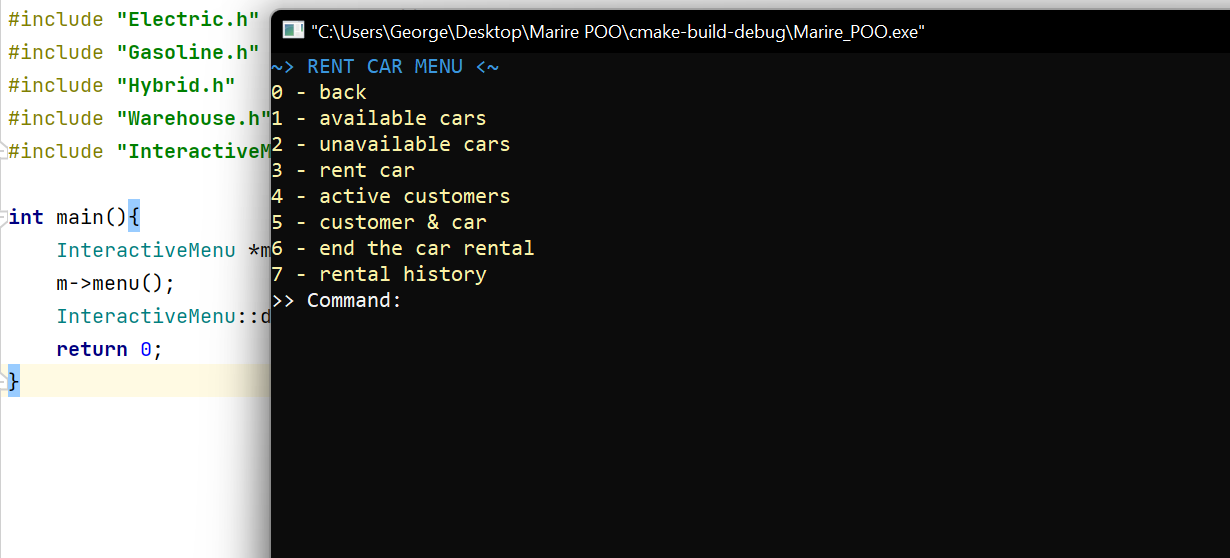 #include "Electric.h"
#include "Gasoline.h"
#include "Hybrid.h"
#include "Warehouse.h"
#include "InteractiveM
int main(){
InteractiveMenu *m
m->menu();
InteractiveMenu::d
return 0;
}
"C:\Users\George\Desktop\Marire POO\cmake-build-debug\Marire_POO.exe"
~> RENT CAR MENU <~
0 - back
1 - available cars
2 - unavailable cars
3 - rent car
4 - active customers
5 - customer & car
6 - end the car rental
7 - rental history
>> Command: